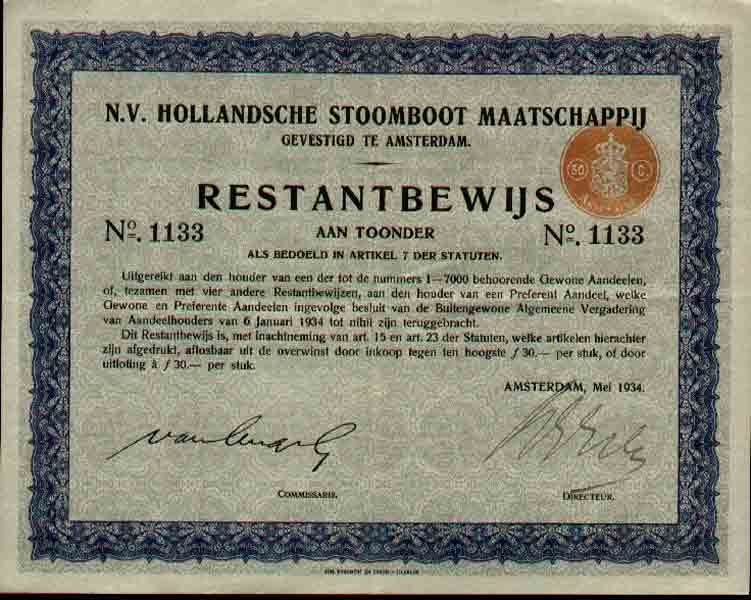 N.V. HOLLANDSCHE STOOMBOOT MAATSCHAPPIJ
GEVESTIGD TE AMSTERDAM.
50 C.
RESTANTBEWIJS
No. 1133 AAN TOONDER No. 1133
ALS BEDOELD IN ARTIKEL 7 DER STATUTEN.
Uitgereikt aan den houder van een der tot de nummers 1—7000 behoorende Gewone Aandeelen,
of, tezamen met vier andere Restantbewijzen, aan den houder van een Preferent Aandeel, welke
Gewone en Preferente Aandeelen ingevolge besluit van de Buitengewone Algemeene Vergadering
van Aandeelhouders van 6 Januari 1934 tot nihil zijn teruggebracht.
Dit Restantbewijs is, met inachtneming van art. 15 en art. 23 der Statuten, welke artikelen hierachter
zijn afgedrukt, aflosbaar uit de overwinst door inkoop tegen ten hoogste f 30.— per stuk, of door
uitloting à f 30.— per stuk.
AMSTERDAM, Mei 1934.
COMMISSARIS.
DIRECTEUR.